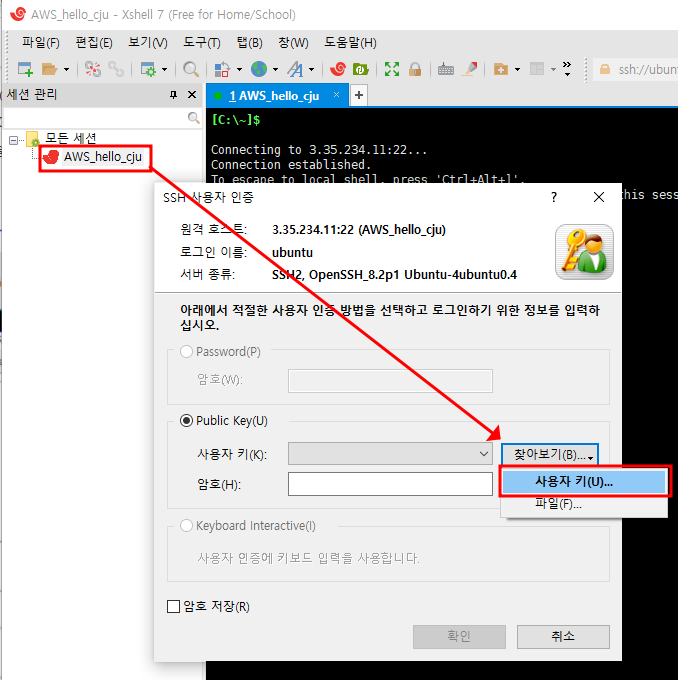 AWS_hello_cju - Xshell 7 (Free for Home/School)
파일(F) 편집(E) 보기(V) 도구(T) 탭(B) 창(W) 도움말(H)
ssh://ubun
세션 관리
1 AWS_hello_cju
모든 세션
AWS_hello_cju
[C:\~]$
Connecting to 3.35.234.11:22...
Connection established.
To escape to local shell, press 'Ctrl+Alt+]'.
this sess
SSH 사용자 인증
원격 호스트: 3.35.234.11:22 (AWS_hello_cju)
로그인 이름: ubuntu
서버 종류: SSH2, OpenSSH_8.2p1 Ubuntu-4ubuntu0.4
아래에서 적절한 사용자 인증 방법을 선택하고 로그인하기 위한 정보를 입력하
십시오.
Password(P)
암호(W):
Public Key(U)
사용자 키(K):
찾아보기(B)...
사용자 키(U)...
암호(H):
파일(F)...
Keyboard Interactive(I)
사용자 인증에 키보드 입력을 사용합니다.
암호 저장(R)
확인
취소